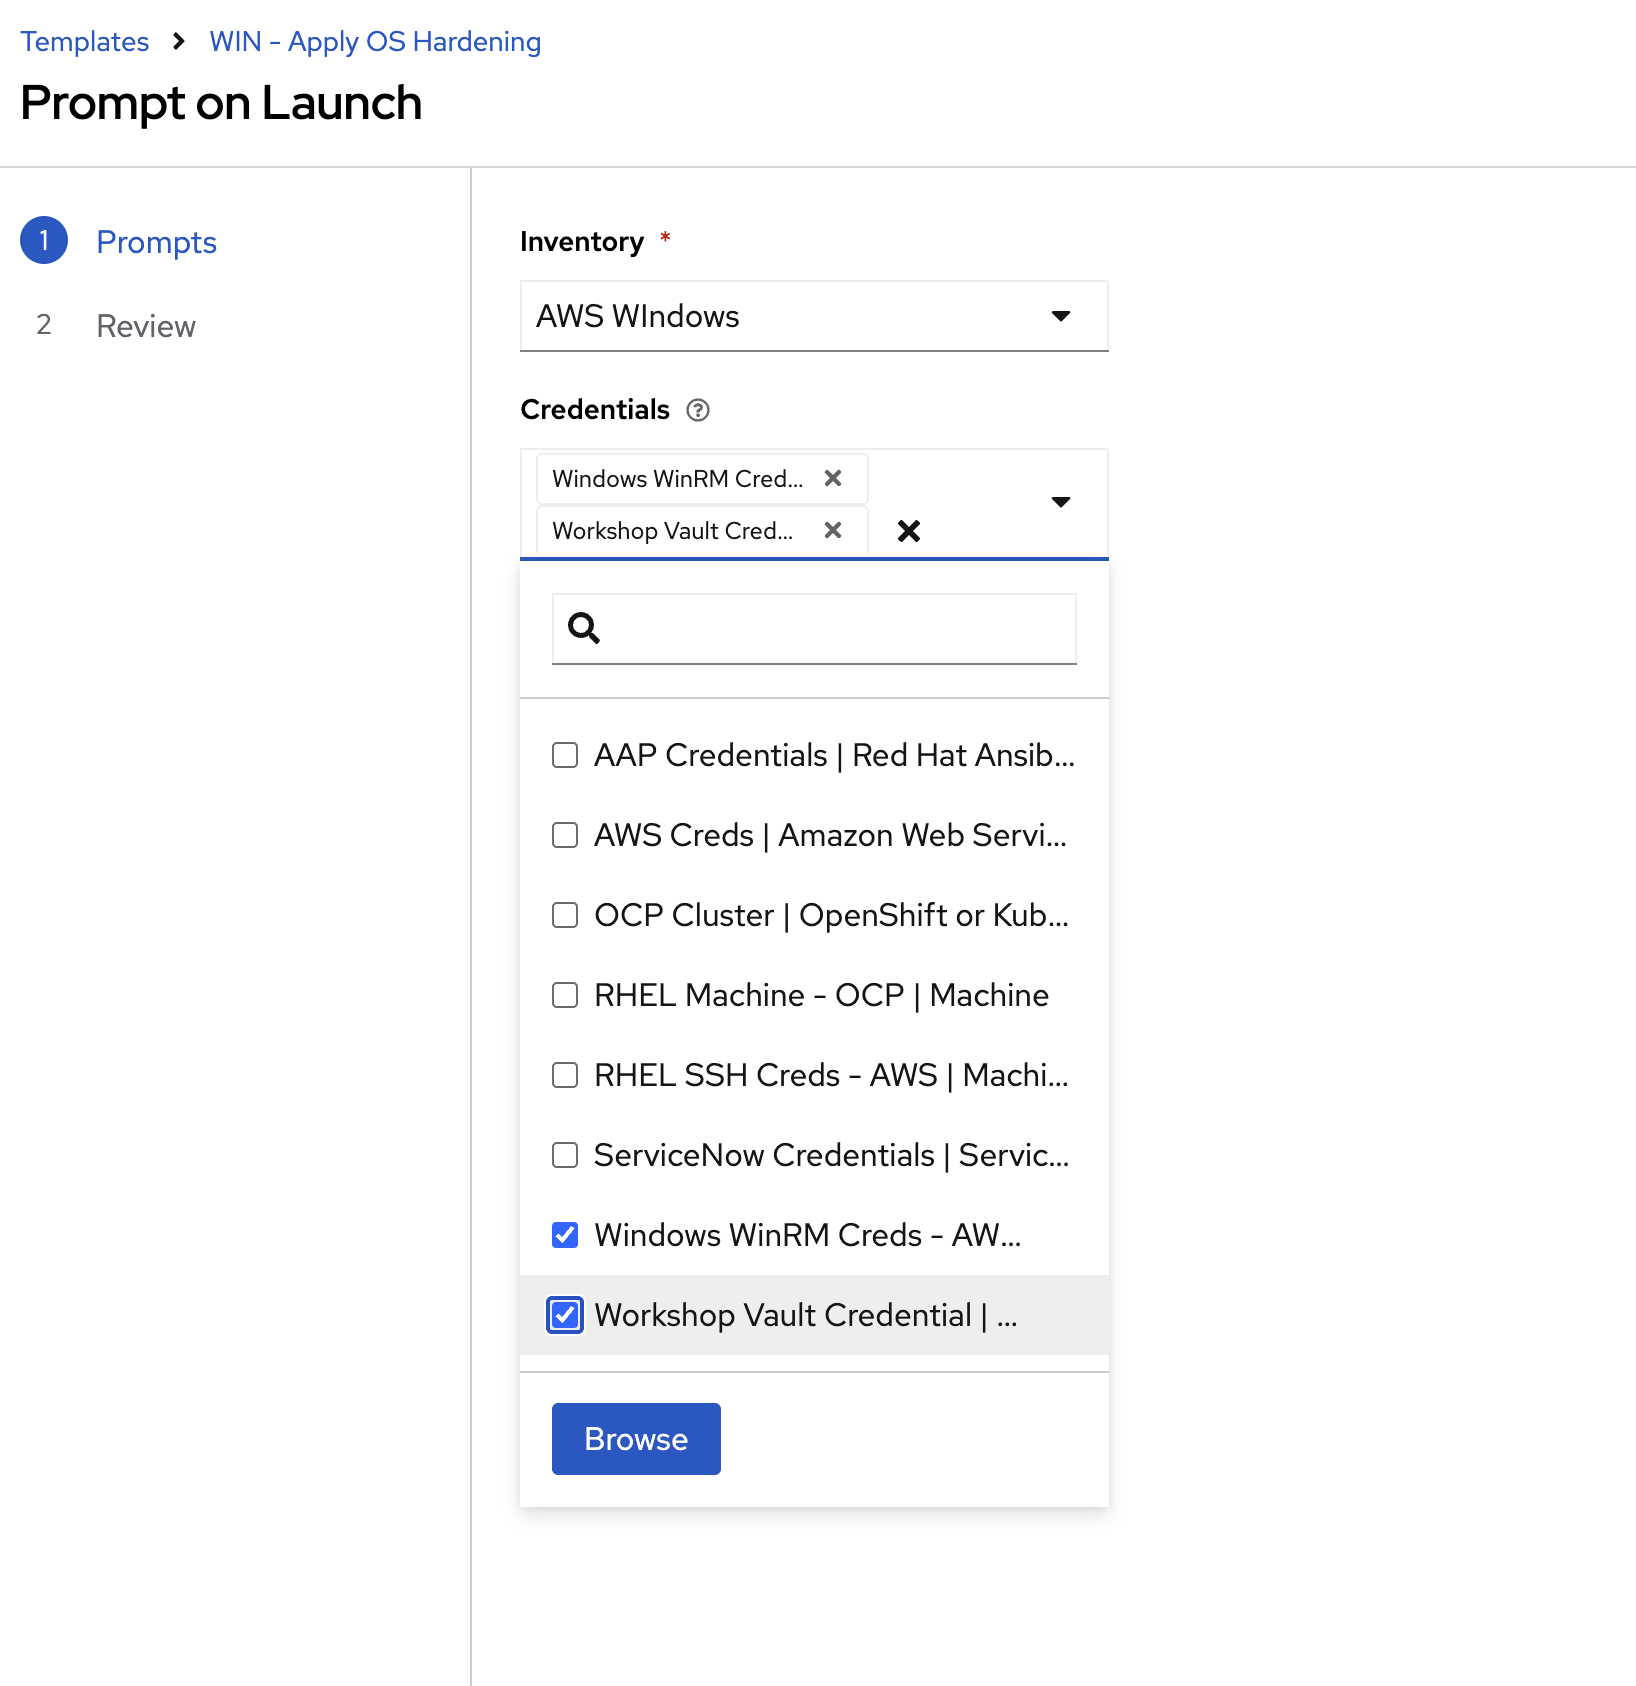 Templates > WIN - Apply OS Hardening
Prompt on Launch
1 Prompts
2 Review
Inventory *
AWS WIndows
Credentials ?
Windows WinRM Cred...
Workshop Vault Cred...
AAP Credentials | Red Hat Ansib...
AWS Creds | Amazon Web Servi...
OCP Cluster | OpenShift or Kub...
RHEL Machine - OCP | Machine
RHEL SSH Creds - AWS | Machi...
ServiceNow Credentials | Servic...
Windows WinRM Creds - AW...
Workshop Vault Credential | ...
Browse